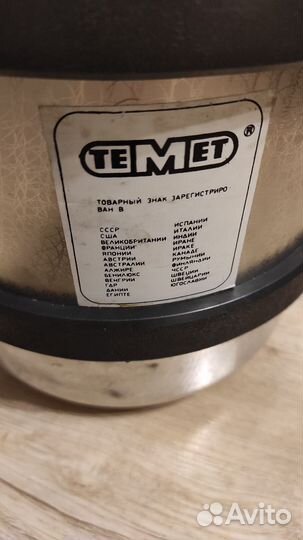 TEMET
®
ТОВАРНЫЙ ЗНАК ЗАРЕГИСТРИРО
ВАН В
СССР
США
ВЕЛИКОБРИТАНИИ
ФРАНЦИИ
ЯПОНИИ
АВСТРИИ
АВСТРАЛИИ
АЛЖИРЕ
БЕНИЛЮКС
ВЕНГРИИ
ГДР
ДАНИИ
ЕГИПТЕ
ИСПАНИИ
ИТАЛИИ
ИНДИИ
ИРАНЕ
ИРАКЕ
КАНАДЕ
РУМЫНИИ
ФИНЛЯНДИИ
ЧССР
ШВЕЦИИ
ШВЕЙЦАРИИ
ЮГОСЛАВИИ
Avito